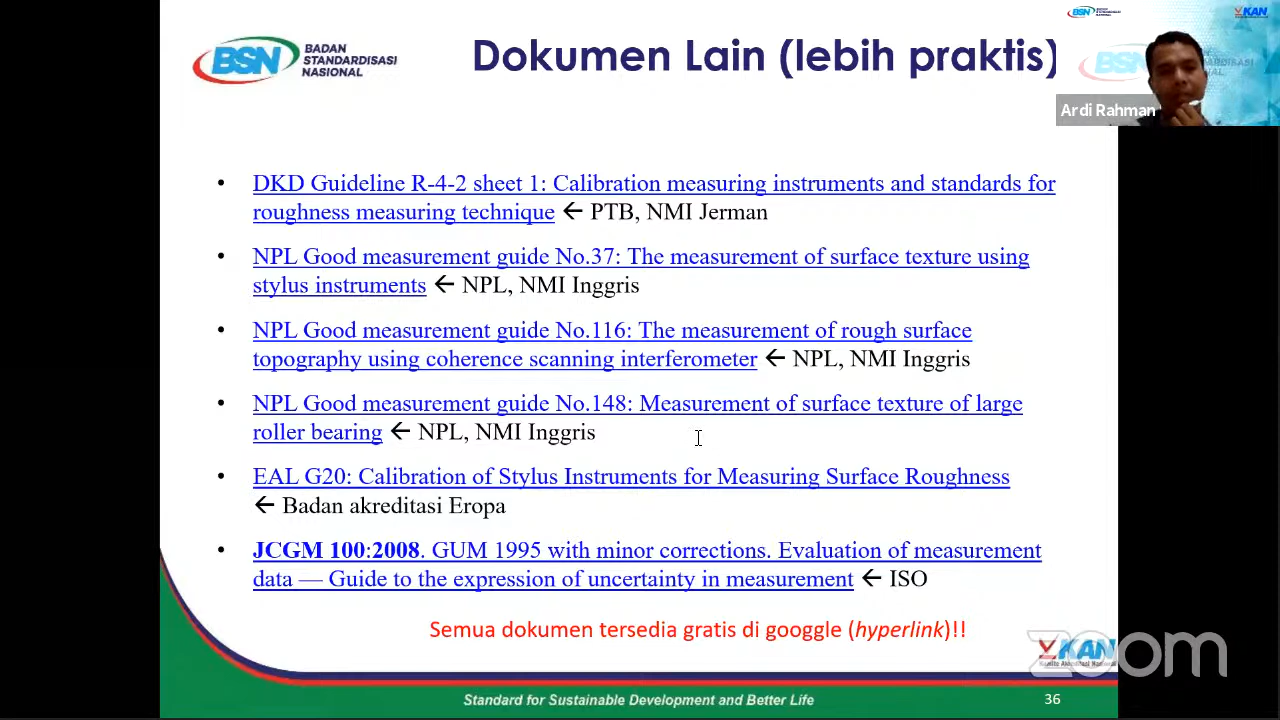 BSN BADAN
STANDARDISASI
NASIONAL
Dokumen Lain (lebih praktis)
BSN
KAN
Ardi Rahman
• DKD Guideline R-4-2 sheet 1: Calibration measuring instruments and standards for
roughness measuring technique ← PTB, NMI Jerman
• NPL Good measurement guide No.37: The measurement of surface texture using
stylus instruments ← NPL, NMI Inggris
• NPL Good measurement guide No.116: The measurement of rough surface
topography using coherence scanning interferometer ← NPL, NMI Inggris
• NPL Good measurement guide No.148: Measurement of surface texture of large
roller bearing ← NPL, NMI Inggris
• EAL G20: Calibration of Stylus Instruments for Measuring Surface Roughness
← Badan akreditasi Eropa
• JCGM 100:2008. GUM 1995 with minor corrections. Evaluation of measurement
data — Guide to the expression of uncertainty in measurement ← ISO
Semua dokumen tersedia gratis di googgle (hyperlink)!!
KAN
Komite Akreditasi Nasional
zoom
Standard for Sustainable Development and Better Life
36